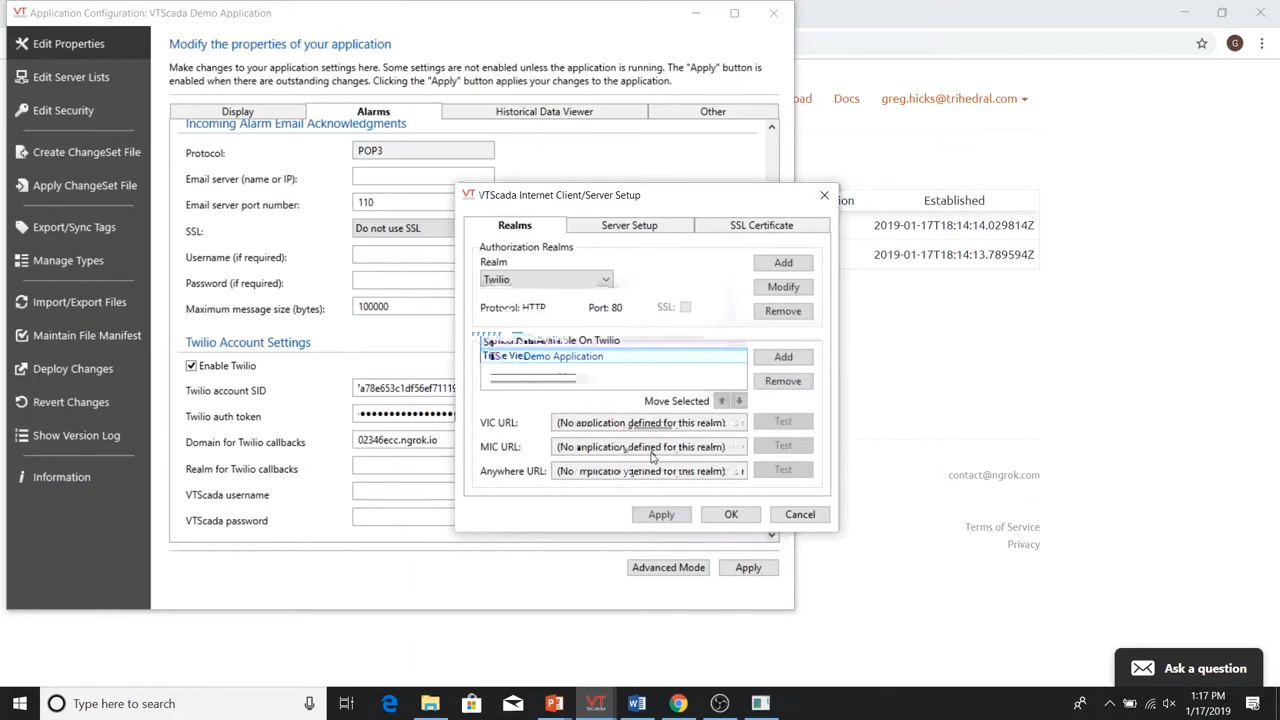 Application Configuration: VTScada Demo Application
Edit Properties
Edit Server Lists
Edit Security
Create ChangeSet File
Apply ChangeSet File
Export/Sync Tags
Manage Types
Import/Export Files
Maintain File Manifest
Deploy Changes
Revert Changes
Show Version Log
Information
Modify the properties of your application
Make changes to your application settings here. Some settings are not enabled unless the application is running. The "Apply" button is
enabled when there are outstanding changes. Clicking the "Apply" button applies your changes to the application.
Display Alarms Historical Data Viewer Other
Incoming Alarm Email Acknowledgments
Protocol: POP3
Email server (name or IP):
Email server port number: 110
SSL: Do not use SSL
Username (if required):
Password (if required):
Maximum message size (bytes): 100000
Twilio Account Settings
Enable Twilio
Twilio account SID 'a78e653c1df56ef71119
Twilio auth token
Domain for Twilio callbacks 02346ecc.ngrok.io
Realm for Twilio callbacks
VTScada username
VTScada password
Advanced Mode Apply
VTScada Internet Client/Server Setup
Realms Server Setup SSL Certificate
Authorization Realms
Realm
Twilio
Add
Modify
Protocol: HTTP Port: 80 SSL:
Remove
Available On Twilio
Demo Application
Add
Remove
Move Selected
VIC URL: (No application defined for this realm) Test
MIC URL: (No application defined for this realm) Test
Anywhere URL: (No defined for this realm) Test
Apply OK Cancel
G
oad Docs greg.hicks@trihedral.com
Established
2019-01-17T18:14:14.029814Z
2019-01-17T18:14:13.789594Z
contact@ngrok.com
Terms of Service
Privacy
Ask a question
Type here to search
1:17 PM
1/17/2019